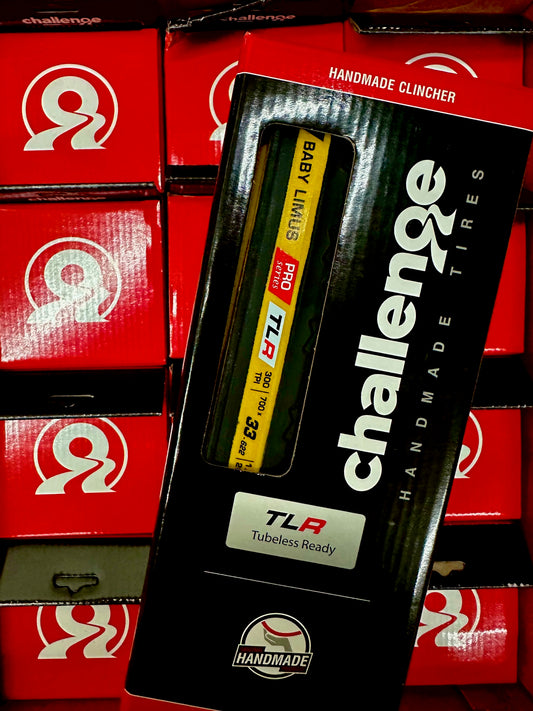 challenge
HANDMADE CLINCHER
BABY LIMUS
PRO
series
TLR
300
TPI
700 x
33
622
challenge
HANDMADE TIRES
TLR
Tubeless Ready
HANDMADE